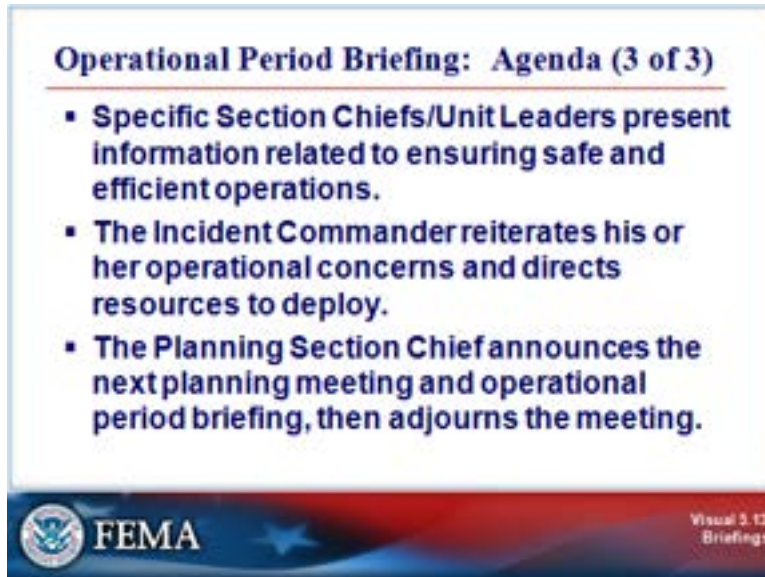 Operational Period Briefing: Agenda (3 of 3)
▪ Specific Section Chiefs/Unit Leaders present
information related to ensuring safe and
efficient operations.
▪ The Incident Commander reiterates his or
her operational concerns and directs
resources to deploy.
▪ The Planning Section Chief announces the
next planning meeting and operational
period briefing, then adjourns the meeting.
FEMA
Briefings